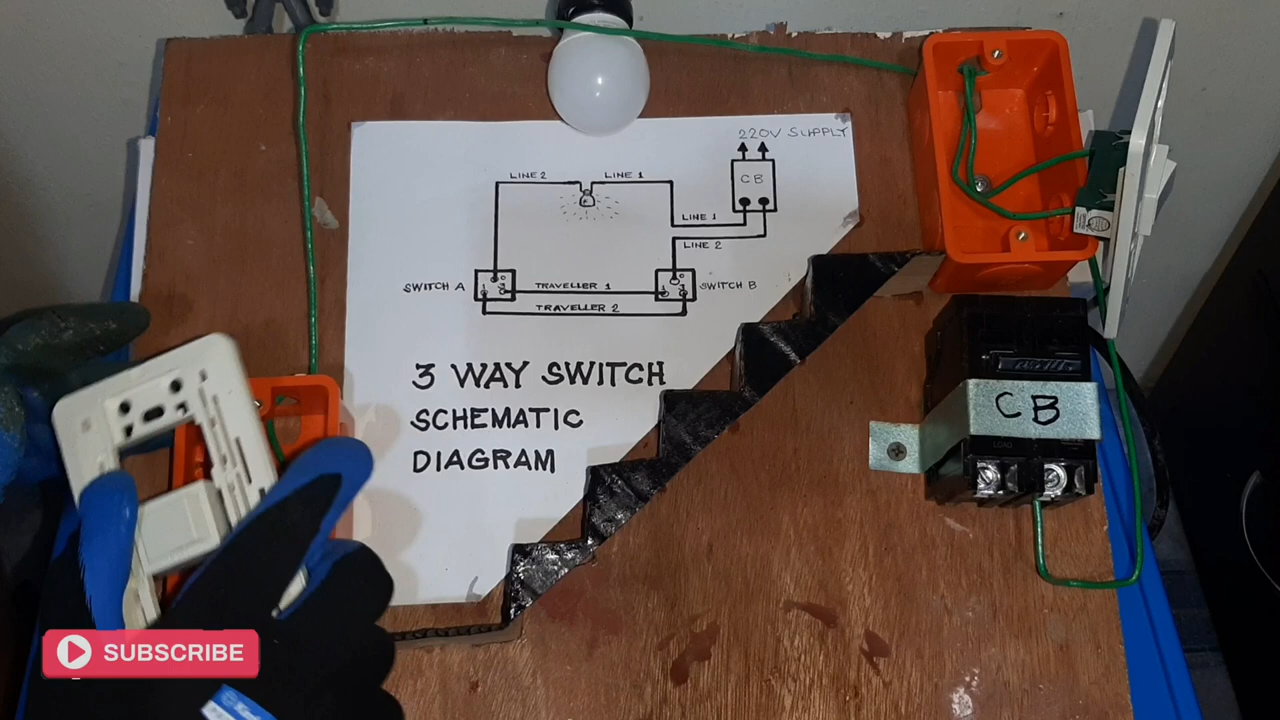 220V SUPPLY
LINE 2
LINE 1
CB
LINE 1
LINE 2
SWITCH A
TRAVELLER 1
SWITCH B
TRAVELLER 2
3 WAY SWITCH
SCHEMATIC
DIAGRAM
CB
LOAD
SUBSCRIBE